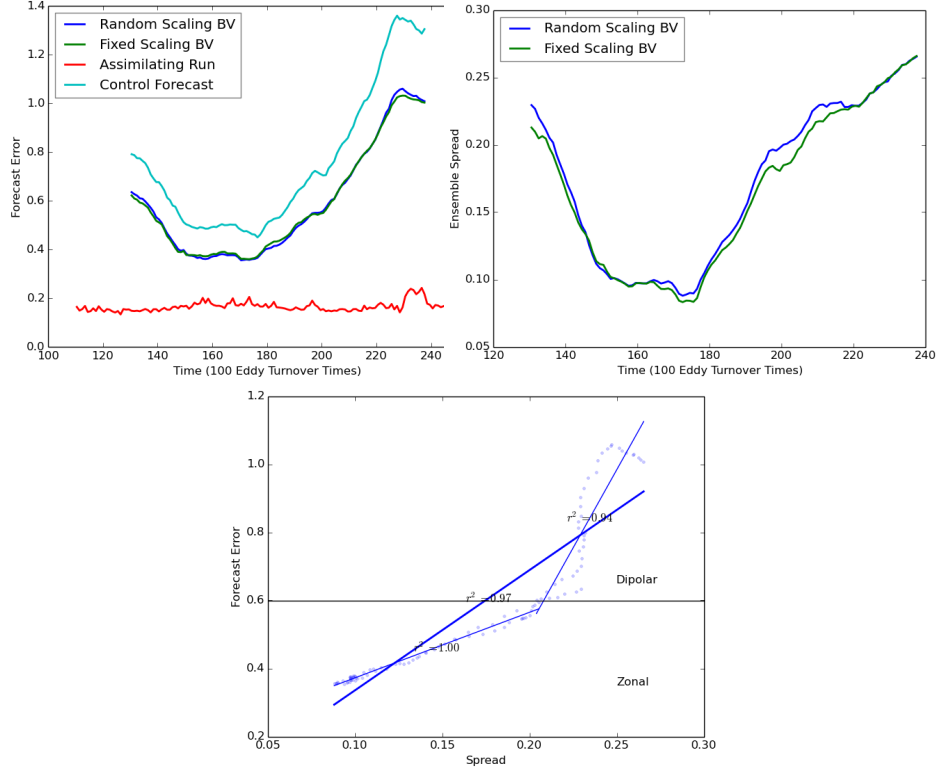 1.4
1.2
1.0
0.8
0.6
0.4
0.2
0.0
Forecast Error
Random Scaling BV
Fixed Scaling BV
Assimilating Run
Control Forecast
100 120 140 160 180 200 220 240
Time (100 Eddy Turnover Times)
0.30
0.25
0.20
0.15
0.10
0.05
Ensemble Spread
Random Scaling BV
Fixed Scaling BV
120 140 160 180 200 220 240
Time (100 Eddy Turnover Times)
1.2
1.0
0.8
0.6
0.4
0.2
Forecast Error
r² =0.94
Dipolar
r² =0.97
r² =1.00
Zonal
0.05 0.10 0.15 0.20 0.25 0.30
Spread